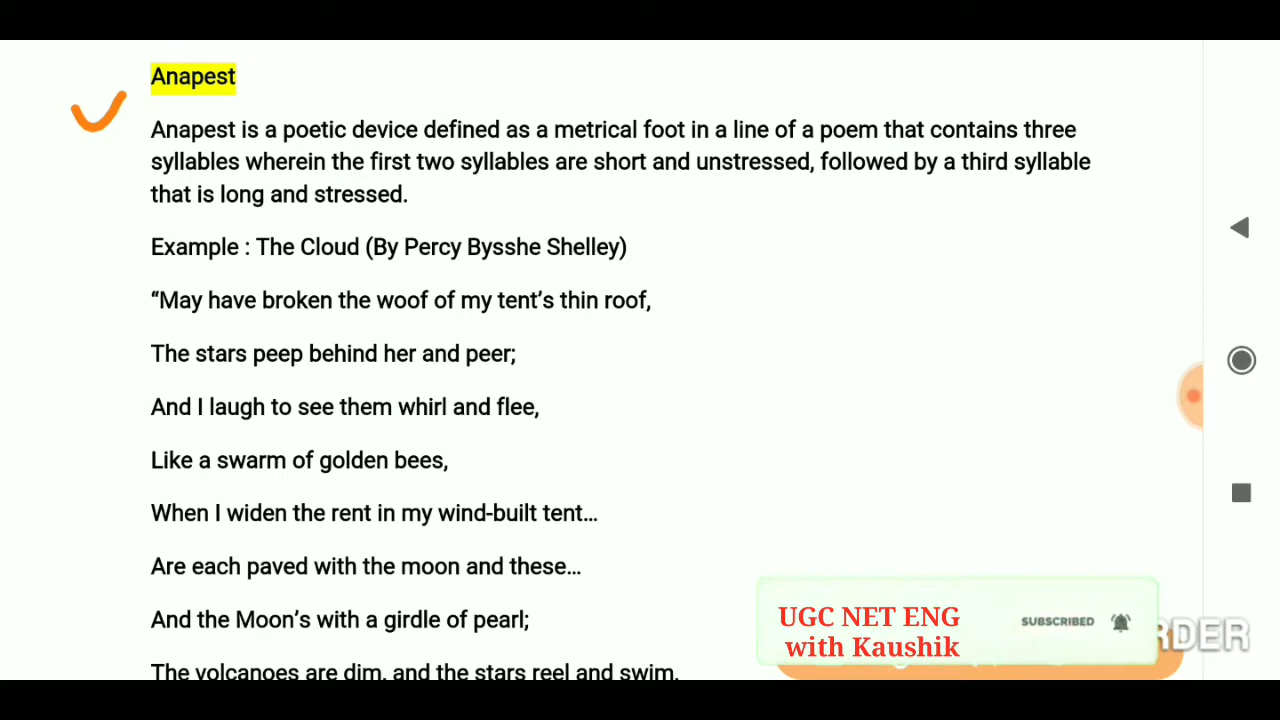 Anapest
Anapest is a poetic device defined as a metrical foot in a line of a poem that contains three
syllables wherein the first two syllables are short and unstressed, followed by a third syllable
that is long and stressed.
Example : The Cloud (By Percy Bysshe Shelley)
“May have broken the woof of my tent’s thin roof,
The stars peep behind her and peer;
And I laugh to see them whirl and flee,
Like a swarm of golden bees,
When I widen the rent in my wind-built tent...
Are each paved with the moon and these...
And the Moon’s with a girdle of pearl;
The volcanoes are dim, and the stars reel and swim,
UGC NET ENG
with Kaushik
SUBSCRIBED
RDER